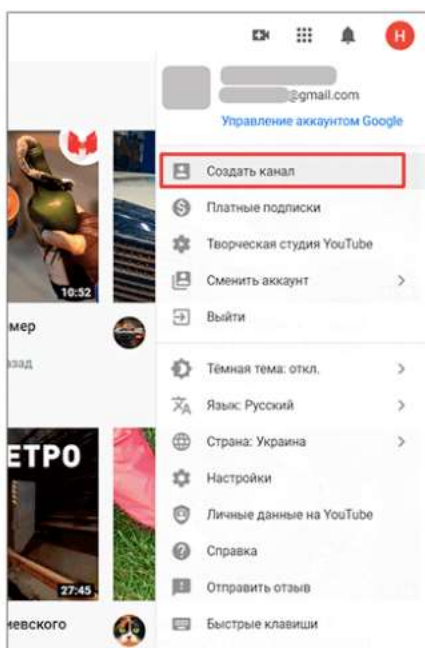 H
@gmail.com
Управление аккаунтом Google
Создать канал
Платные подписки
Творческая студия YouTube
Сменить аккаунт
Выйти
Тёмная тема: откл.
Язык: Русский
Страна: Украина
Настройки
Личные данные на YouTube
Справка
Отправить отзыв
Быстрые клавиши
10:52
мер
азад
ЕТРО
27:45
иевского